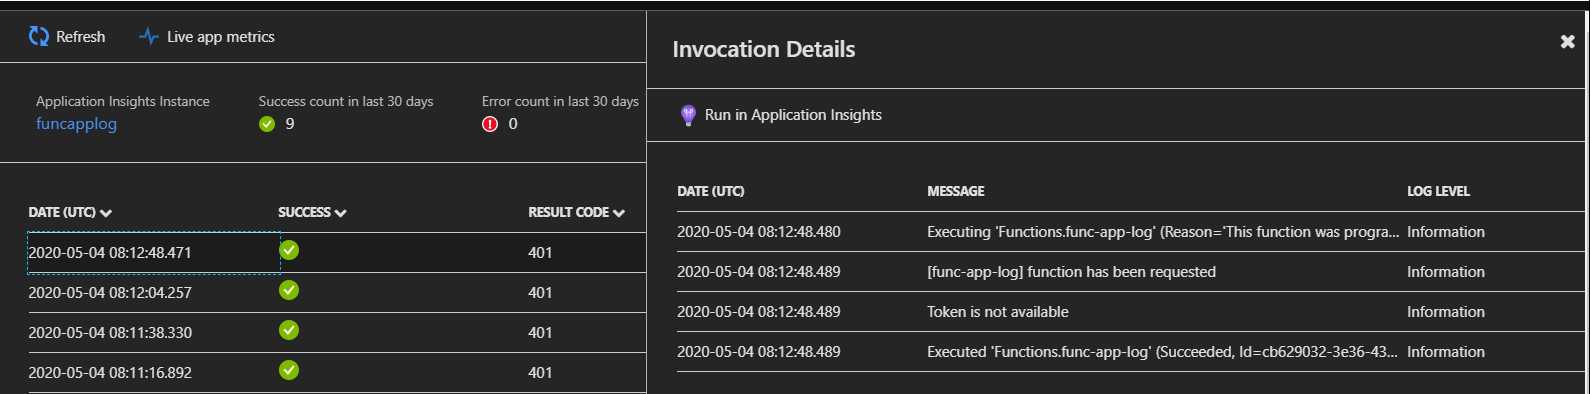 Refresh
Live app metrics
Application Insights Instance
funcapplog
Success count in last 30 days
9
Error count in last 30 days
0
DATE (UTC)
SUCCESS
RESULT CODE
2020-05-04 08:12:48.471
401
2020-05-04 08:12:04.257
401
2020-05-04 08:11:38.330
401
2020-05-04 08:11:16.892
401
Invocation Details
Run in Application Insights
DATE (UTC)
MESSAGE
LOG LEVEL
2020-05-04 08:12:48.480
Executing 'Functions.func-app-log' (Reason='This function was progra...
Information
2020-05-04 08:12:48.489
[func-app-log] function has been requested
Information
2020-05-04 08:12:48.489
Token is not available
Information
2020-05-04 08:12:48.489
Executed 'Functions.func-app-log' (Succeeded, Id=cb629032-3e36-43...
Information